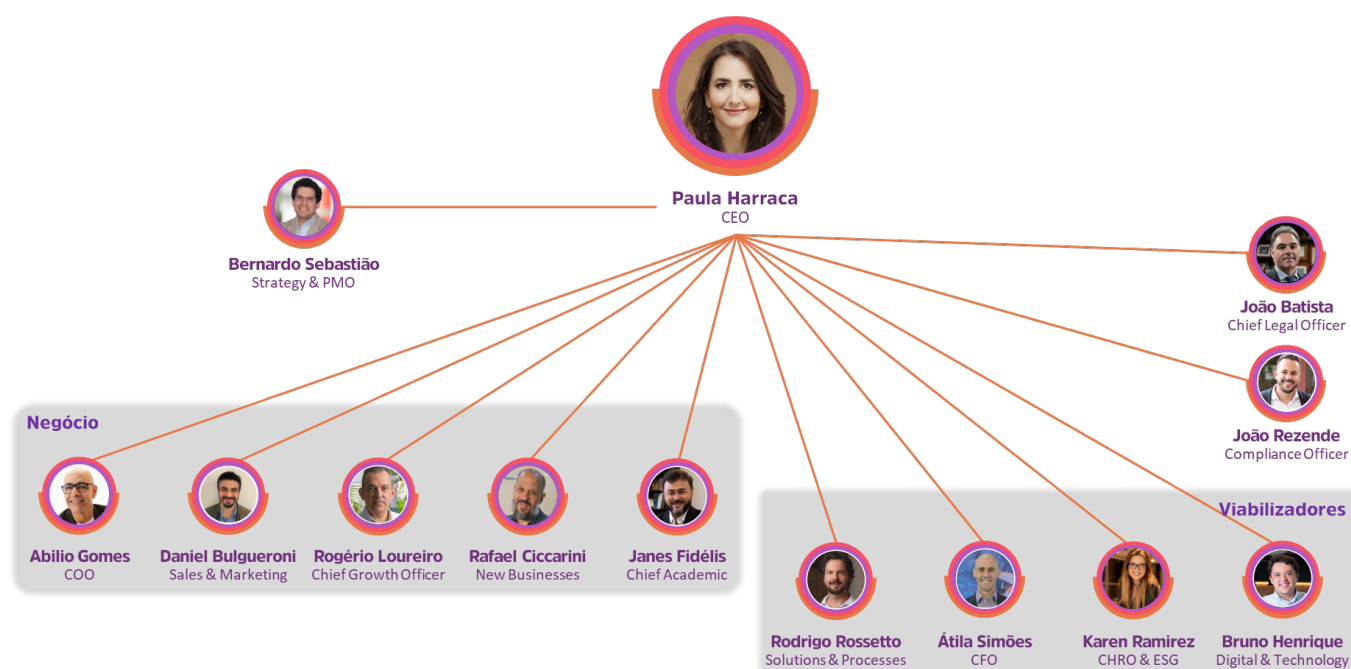 Paula Harraca
CEO
Bernardo Sebastião
Strategy & PMO
João Batista
Chief Legal Officer
João Rezende
Compliance Officer
Negócio
Abilio Gomes
COO
Daniel Bulgueroni
Sales & Marketing
Rogério Loureiro
Chief Growth Officer
Rafael Ciccarini
New Businesses
Janes Fidélis
Chief Academic
Viabilizadores
Rodrigo Rossetto
Solutions & Processes
Átila Simões
CFO
Karen Ramirez
CHRO & ESG
Bruno Henrique
Digital & Technology